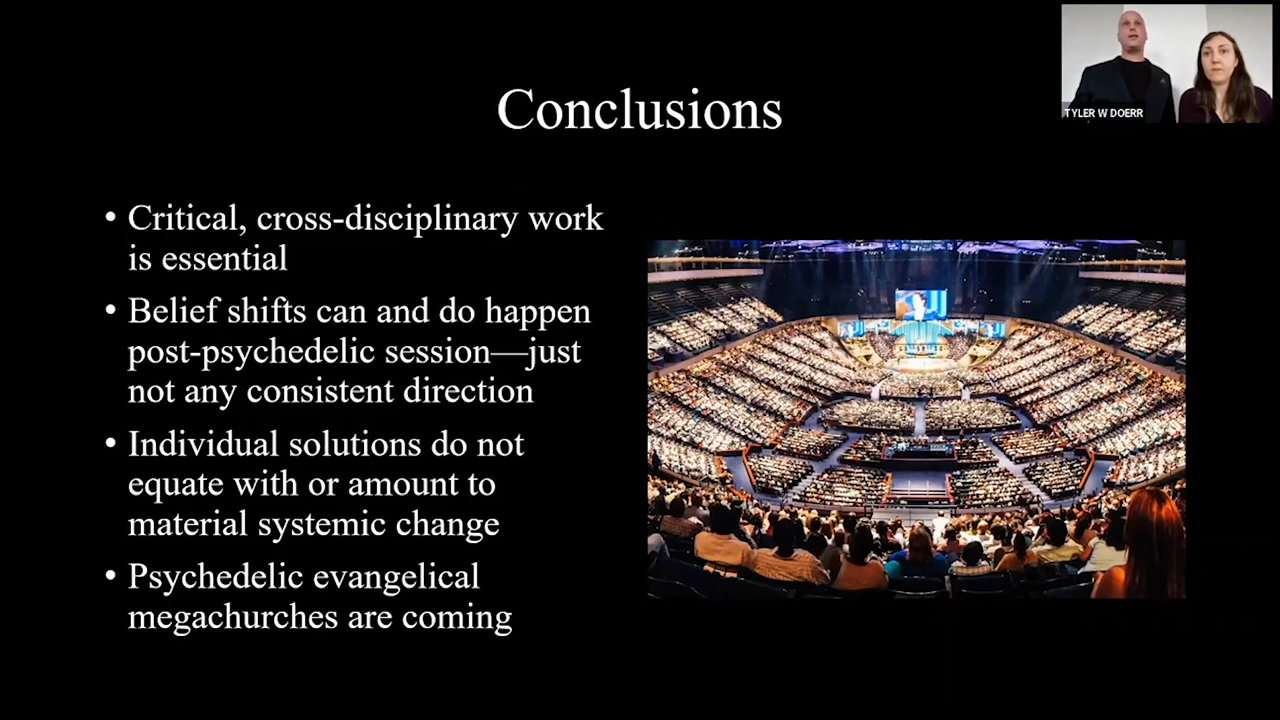 Conclusions
• Critical, cross-disciplinary work
is essential
• Belief shifts can and do happen
post-psychedelic session—just
not any consistent direction
• Individual solutions do not
equate with or amount to
material systemic change
• Psychedelic evangelical
megachurches are coming
TYLER W DOERR